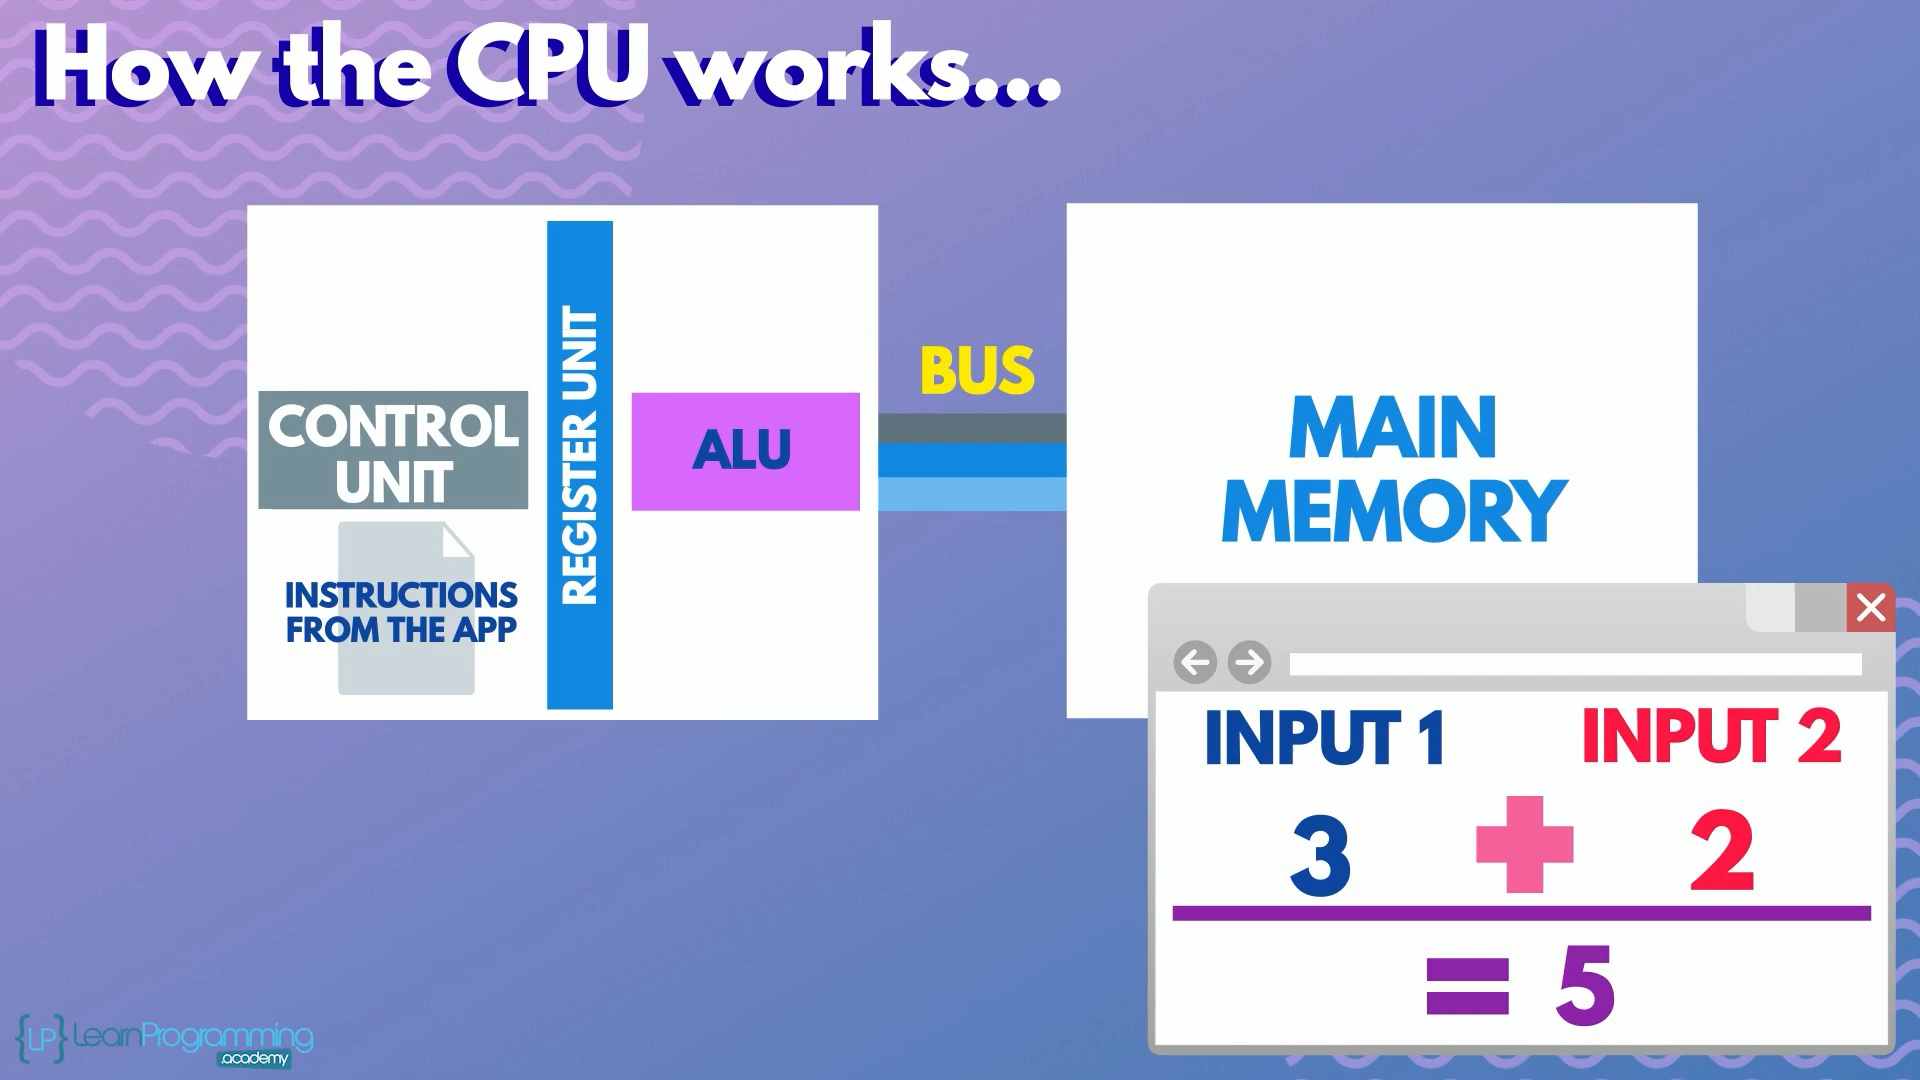 How the CPU works...
CONTROL
UNIT
INSTRUCTIONS
FROM THE APP
REGISTER UNIT
ALU
BUS
MAIN
MEMORY
INPUT 1
INPUT 2
3
2
= 5
{LP} LearnProgramming
.academy